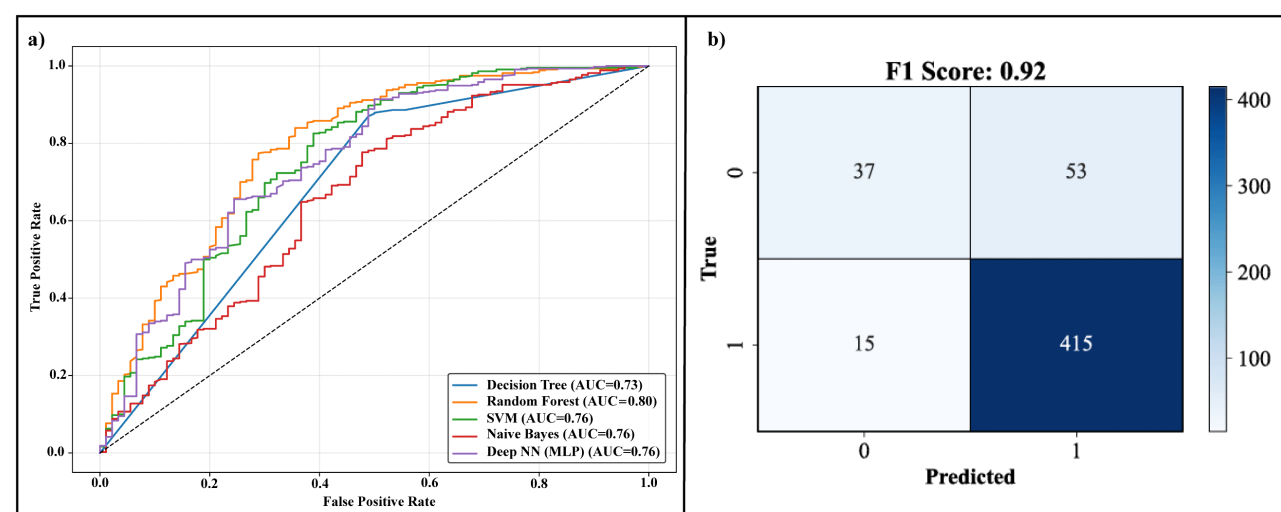 a)
1.0
0.8
0.6
0.4
0.2
0.0
True Positive Rate
0.0 0.2 0.4 0.6 0.8 1.0
False Positive Rate
Decision Tree (AUC=0.73)
Random Forest (AUC=0.80)
SVM (AUC=0.76)
Naive Bayes (AUC=0.76)
Deep NN (MLP) (AUC=0.76)
b)
F1 Score: 0.92
True
0
37 53
1
15 415
0 1
Predicted
400
300
200
100